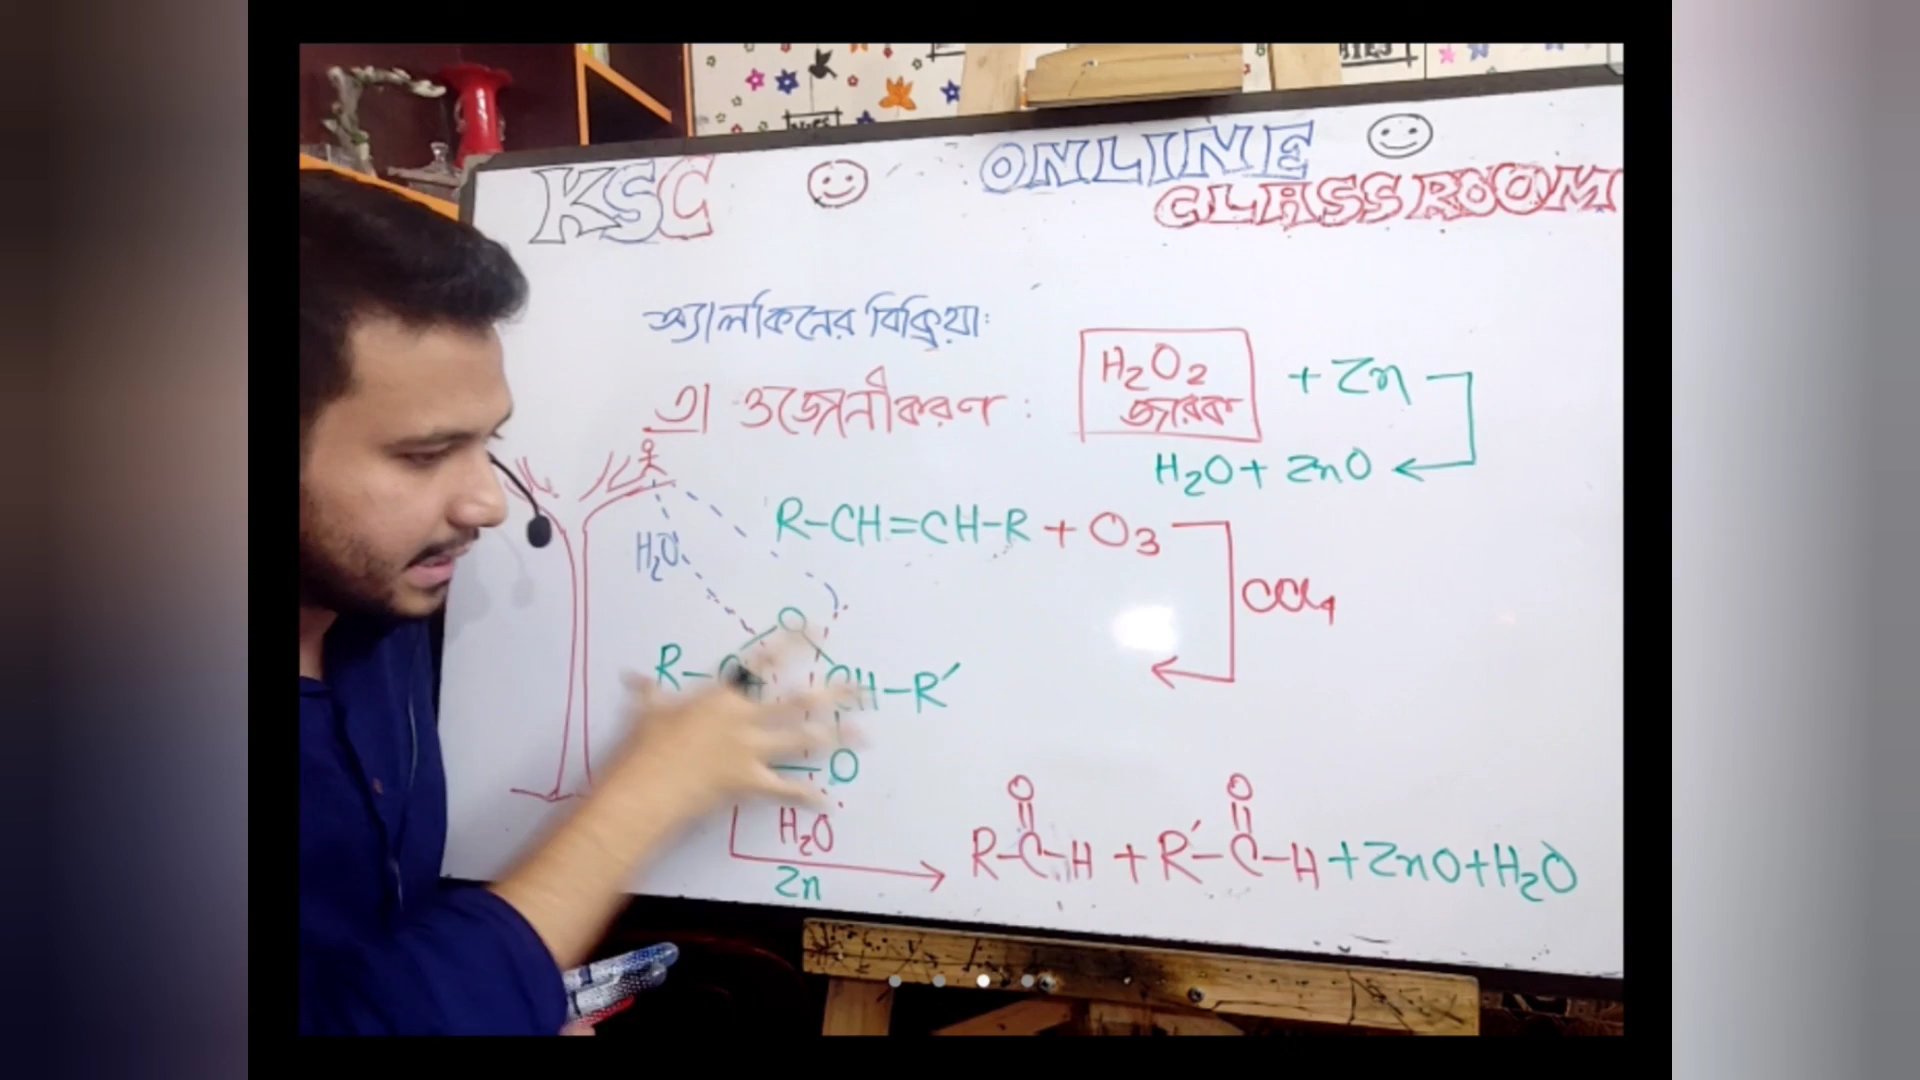 KSC
ONLINE
CLASSROOM
অ্যালকিনের বিক্রিয়া:
তা ওজোনীকরণ :
H₂O₂
জারক
+ Zn
H₂O + ZnO
R-CH=CH-R + O₃
CCl₄
H₂O
O
R-CH
CH-R′
O
H₂O
Zn
O
O
R-C-H + R′-C-H + ZnO + H₂O